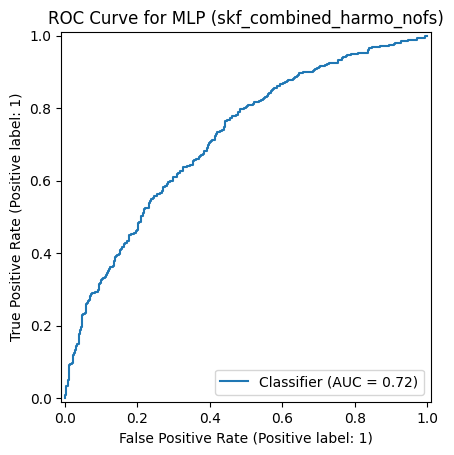 ROC Curve for MLP (skf_combined_harmo_nofs)
1.0
0.8
0.6
0.4
0.2
0.0
True Positive Rate (Positive label: 1)
Classifier (AUC = 0.72)
0.0 0.2 0.4 0.6 0.8 1.0
False Positive Rate (Positive label: 1)